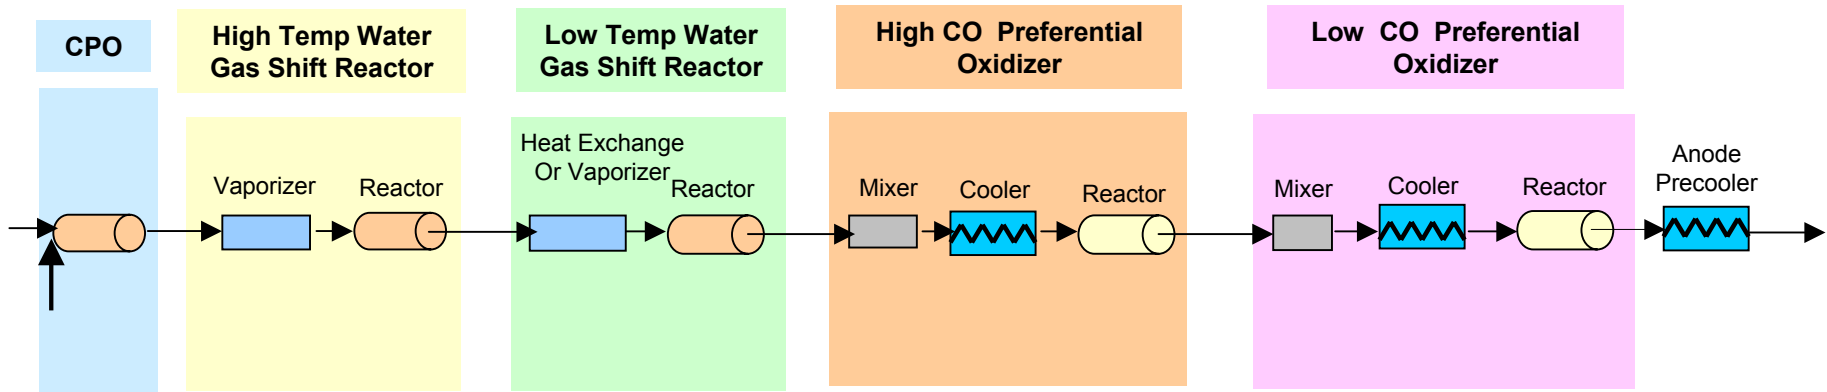 CPO
High Temp Water
Gas Shift Reactor
Low Temp Water
Gas Shift Reactor
High CO Preferential
Oxidizer
Low CO Preferential
Oxidizer
Vaporizer
Reactor
Heat Exchange
Or Vaporizer
Reactor
Mixer
Cooler
Reactor
Mixer
Cooler
Reactor
Anode
Precooler